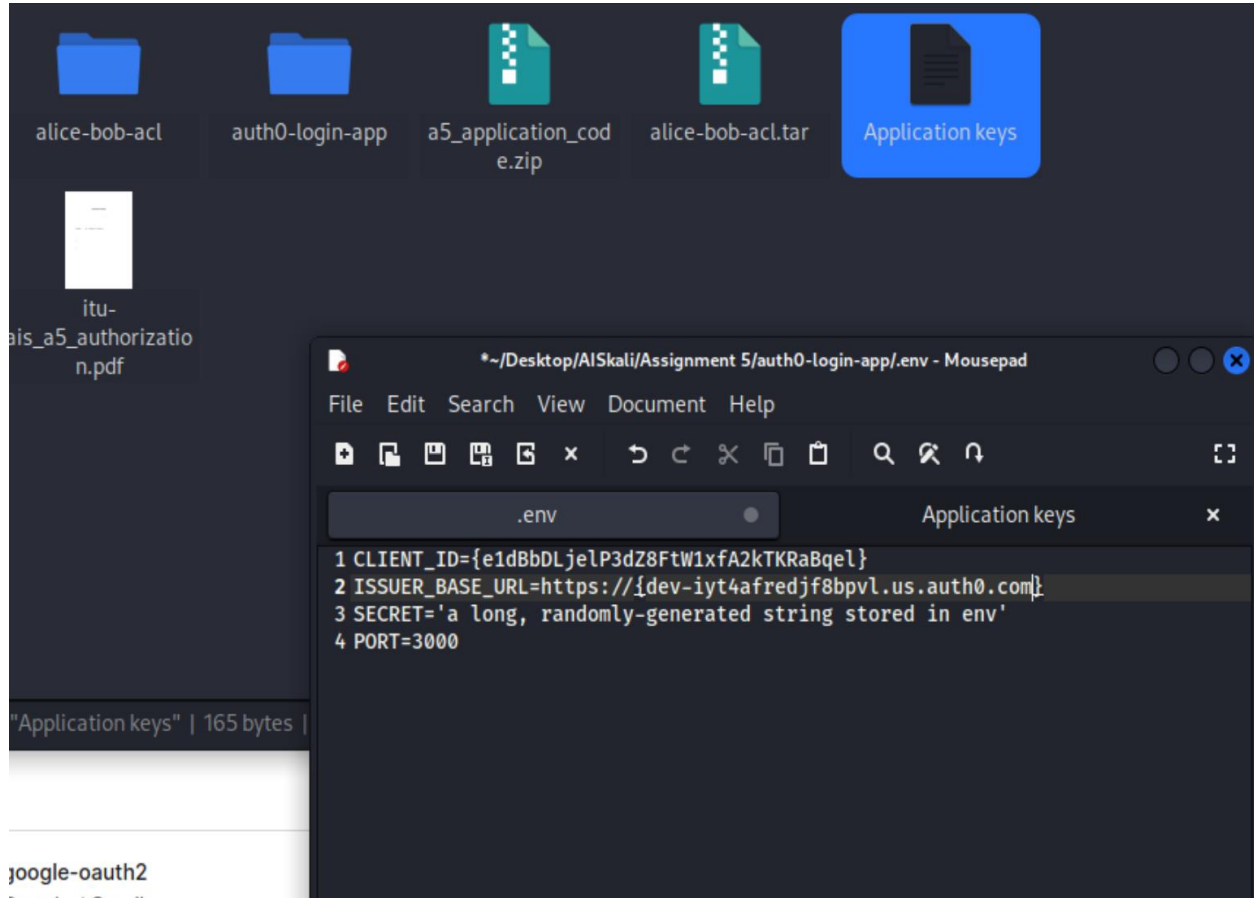 alice-bob-acl
auth0-login-app
a5_application_cod
e.zip
alice-bob-acl.tar
Application keys
itu-
ais_a5_authorizatio
n.pdf
*~/Desktop/AISkali/Assignment 5/auth0-login-app/.env - Mousepad
File Edit Search View Document Help
.env
Application keys
1 CLIENT_ID={e1dBbDLjelP3dZ8FtW1xfA2kTKRaBqel}
2 ISSUER_BASE_URL=https://{dev-iyt4afredjf8bpvl.us.auth0.com}
3 SECRET='a long, randomly-generated string stored in env'
4 PORT=3000
"Application keys" | 165 bytes |
google-oauth2